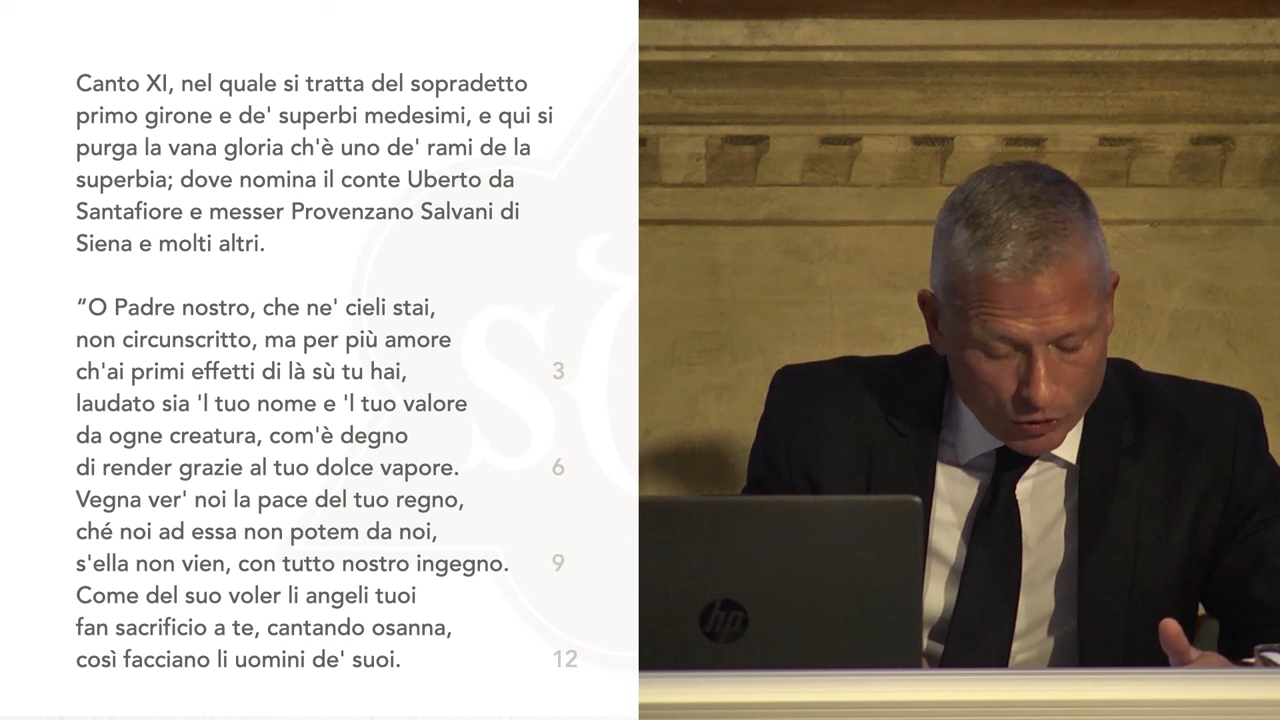 Canto XI, nel quale si tratta del sopradetto
primo girone e de' superbi medesimi, e qui si
purga la vana gloria ch'è uno de' rami de la
superbia; dove nomina il conte Uberto da
Santafiore e messer Provenzano Salvani di
Siena e molti altri.
“O Padre nostro, che ne' cieli stai,
non circunscritto, ma per più amore
ch'ai primi effetti di là sù tu hai, 3
laudato sia 'l tuo nome e 'l tuo valore
da ogne creatura, com'è degno
di render grazie al tuo dolce vapore. 6
Vegna ver' noi la pace del tuo regno,
ché noi ad essa non potem da noi,
s'ella non vien, con tutto nostro ingegno. 9
Come del suo voler li angeli tuoi
fan sacrificio a te, cantando osanna,
così facciano li uomini de' suoi. 12
hp